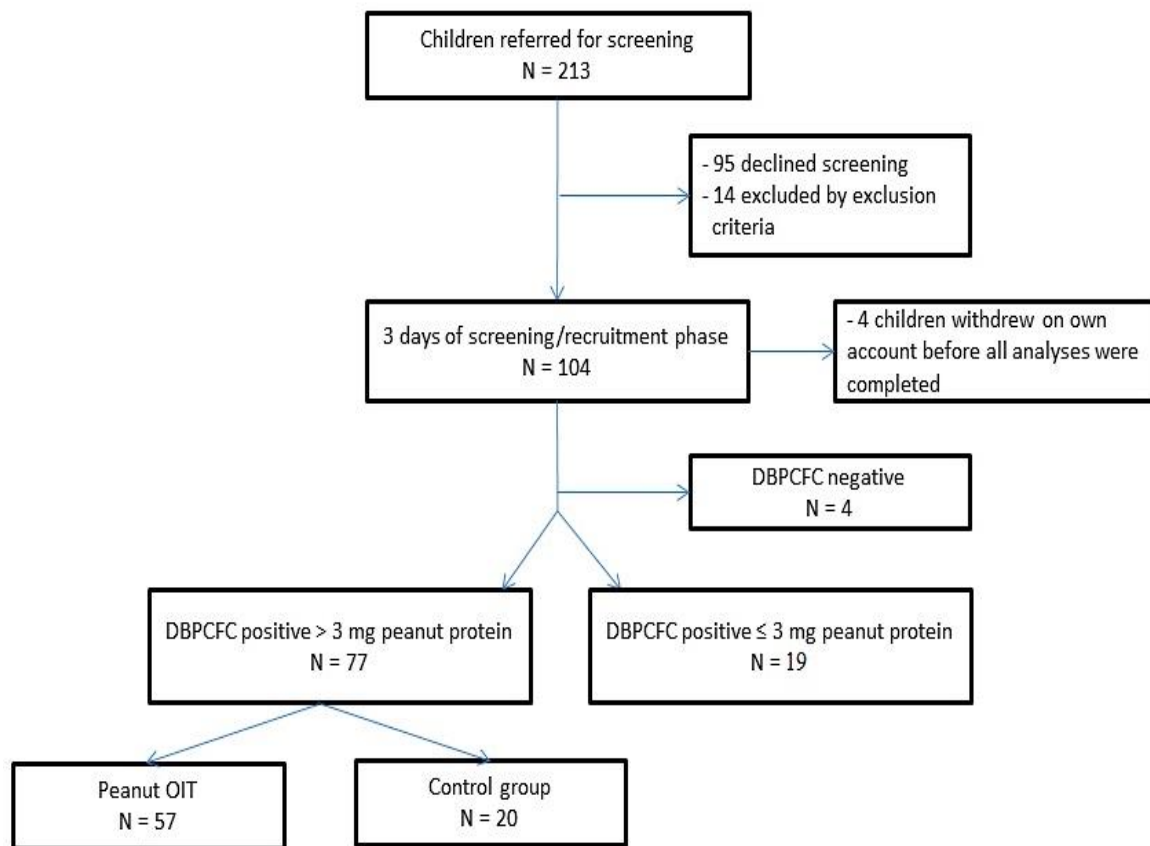 Children referred for screening
N = 213
- 95 declined screening
- 14 excluded by exclusion
criteria
3 days of screening/recruitment phase
N = 104
- 4 children withdrew on own
account before all analyses were
completed
DBPCFC negative
N = 4
DBPCFC positive > 3 mg peanut protein
N = 77
DBPCFC positive ≤ 3 mg peanut protein
N = 19
Peanut OIT
N = 57
Control group
N = 20